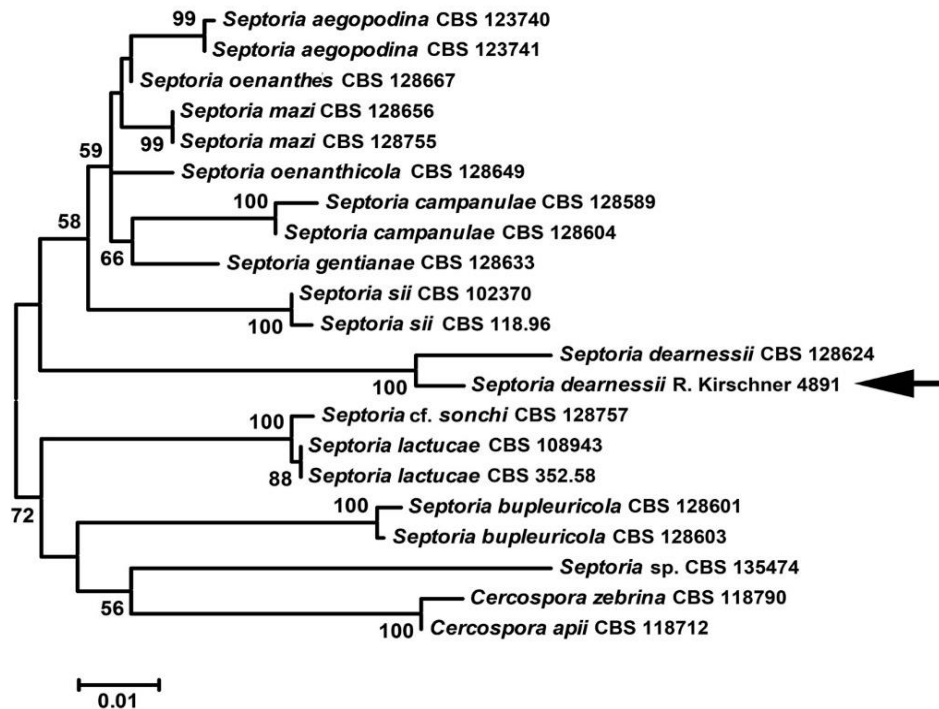 99
Septoria aegopodina CBS 123740
Septoria aegopodina CBS 123741
Septoria oenanthes CBS 128667
Septoria mazi CBS 128656
99
Septoria mazi CBS 128755
59
Septoria oenanthicola CBS 128649
100
Septoria campanulae CBS 128589
58
Septoria campanulae CBS 128604
66
Septoria gentianae CBS 128633
Septoria sii CBS 102370
100
Septoria sii CBS 118.96
Septoria dearnessii CBS 128624
100
Septoria dearnessii R. Kirschner 4891
100
Septoria cf. sonchi CBS 128757
Septoria lactucae CBS 108943
88
Septoria lactucae CBS 352.58
100
Septoria bupleuricola CBS 128601
72
Septoria bupleuricola CBS 128603
Septoria sp. CBS 135474
56
Cercospora zebrina CBS 118790
100
Cercospora apii CBS 118712
0.01